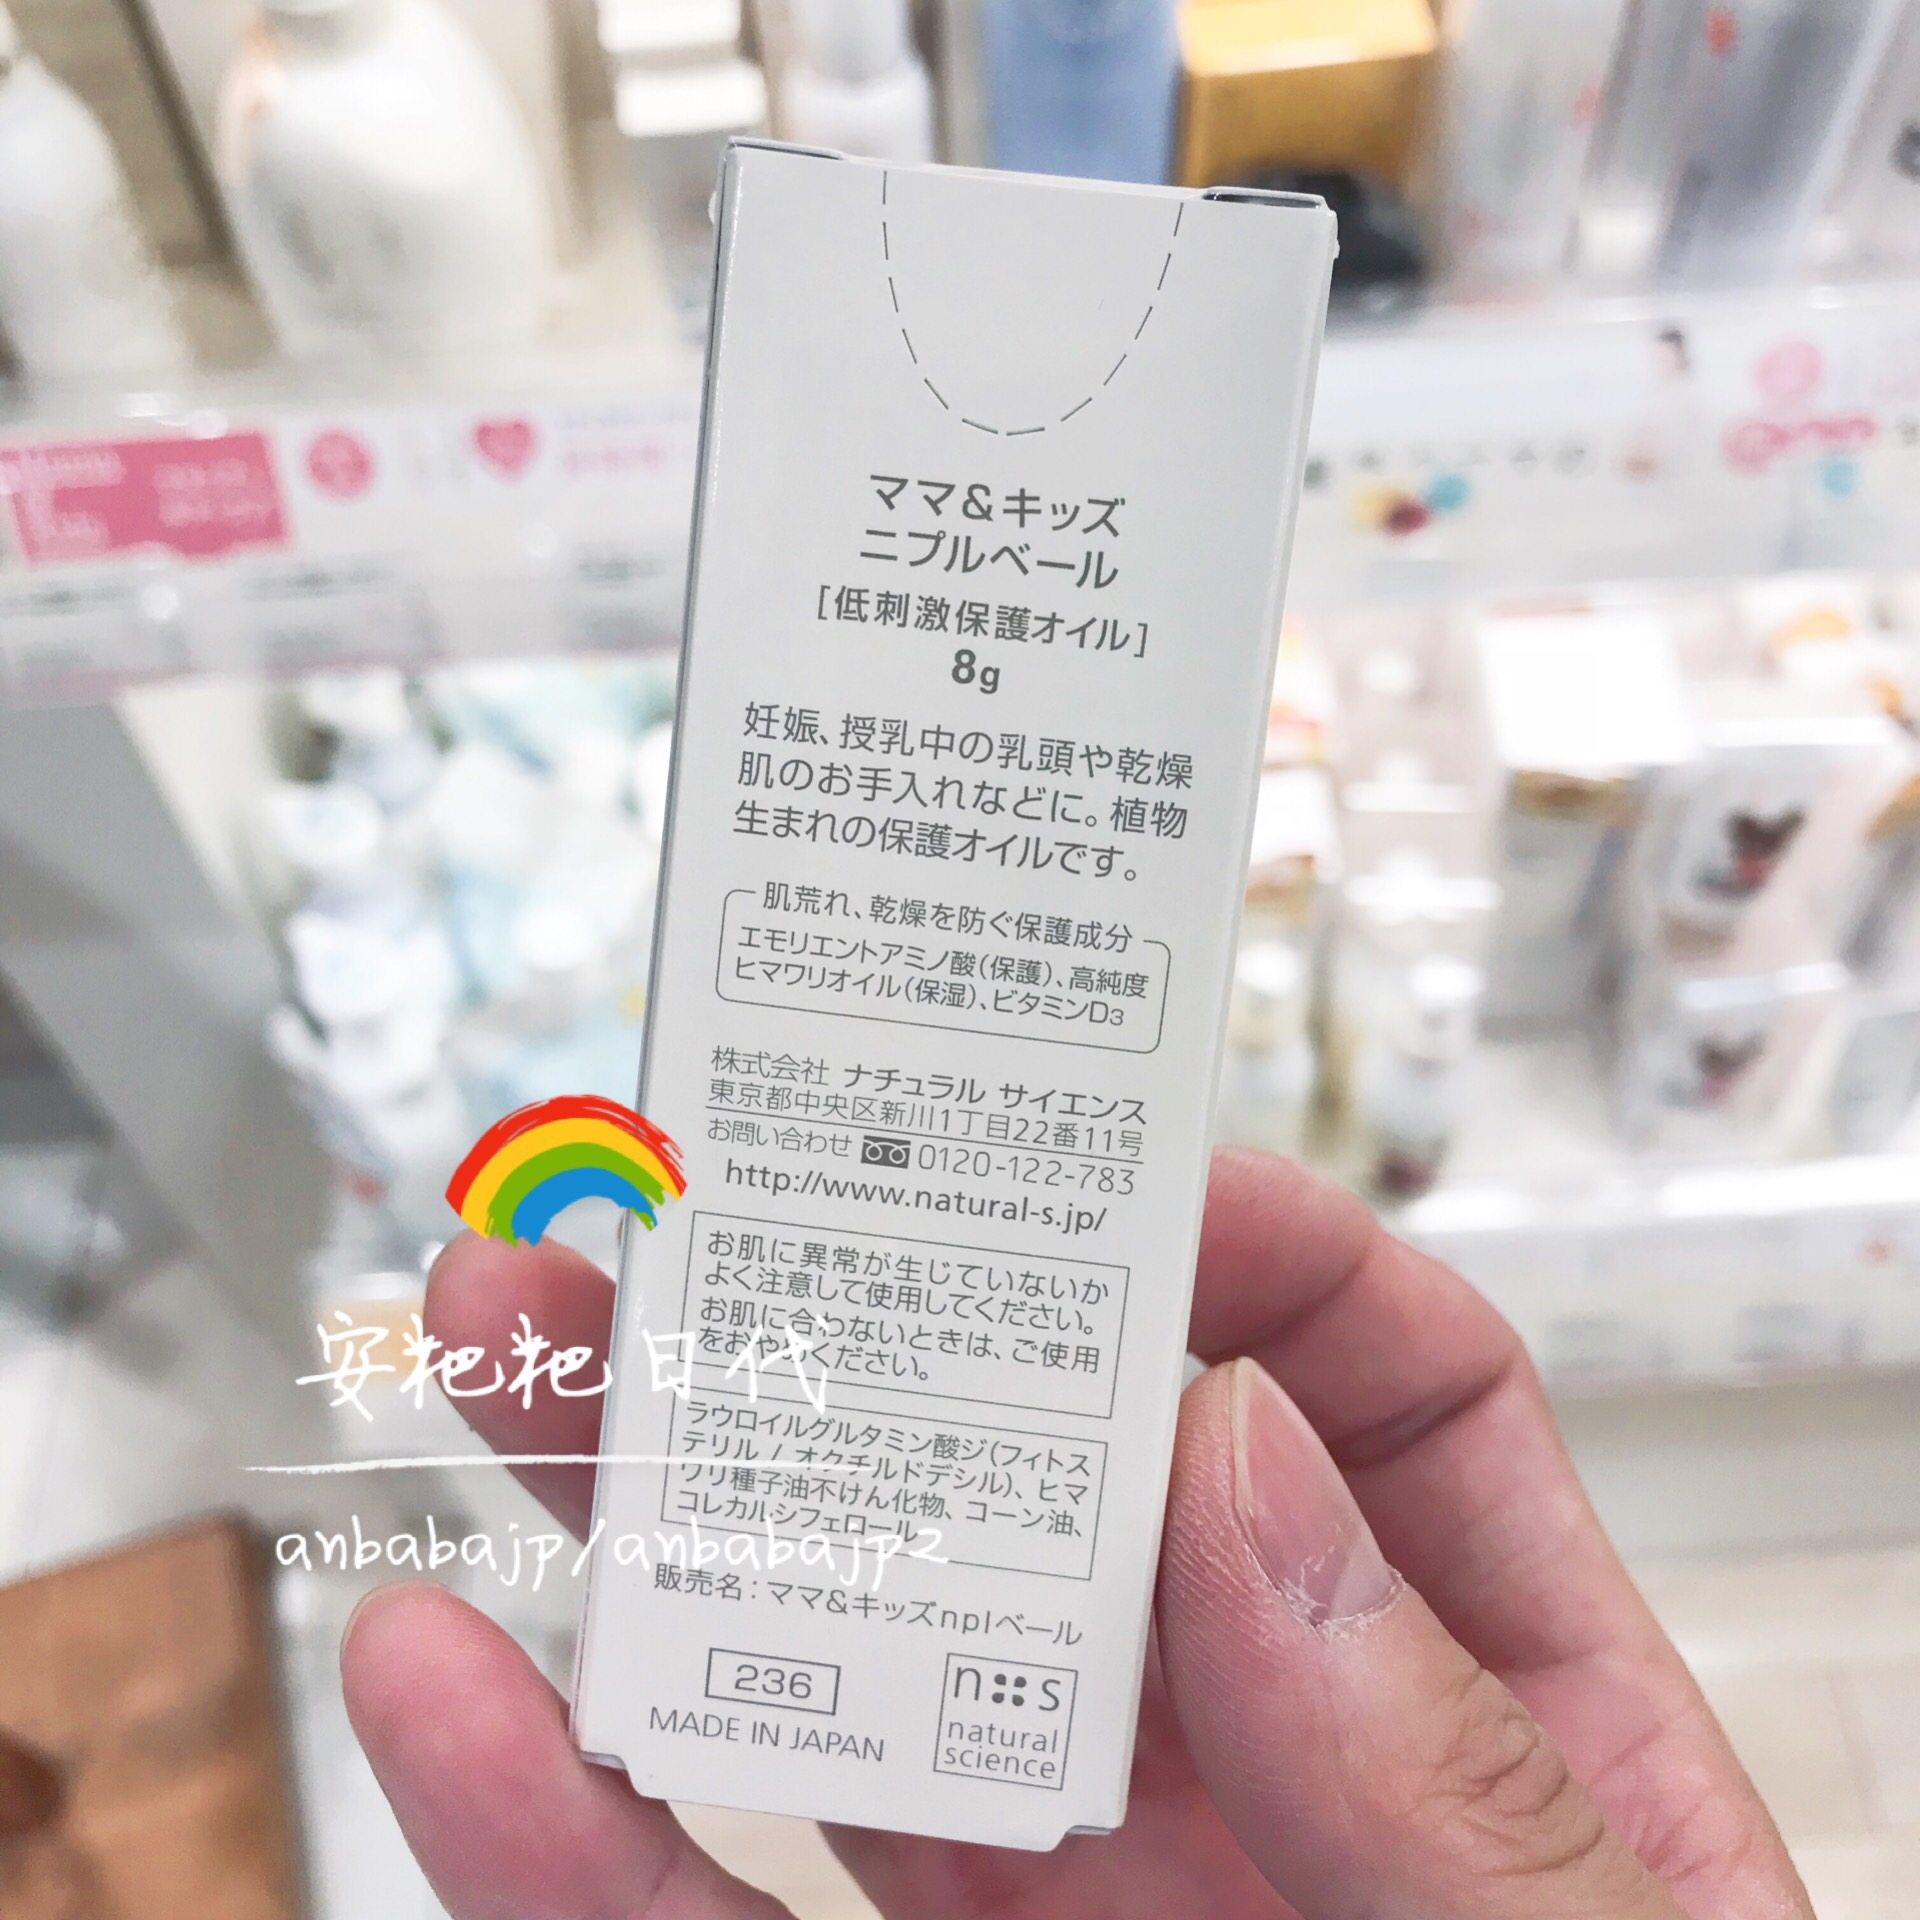 ママ&キッズ
ニプルベール
[低刺激保護オイル]
8g
妊娠、授乳中の乳頭や乾燥
肌のお手入れなどに。植物
生まれの保護オイルです。
肌荒れ、乾燥を防ぐ保護成分
エモリエントアミノ酸(保護)、高純度
ヒマワリオイル(保湿)、ビタミンD3
株式会社 ナチュラル サイエンス
東京都中央区新川1丁目22番11号
お問い合わせ 0120-122-783
http://www.natural-s.jp/
お肌に異常が生じていないか
よく注意して使用してください。
お肌に合わないときは、ご使用
をおやめください。
ラウロイルグルタミン酸ジ(フィトス
テリル / オクチルドデシル)、ヒマ
ワリ種子油不けん化物、コーン油、
コレカルシフェロール
販売名:ママ&キッズnplベール
236
MADE IN JAPAN
n s
natural
science
安粑粑日代
anbabajp/anbabajp2